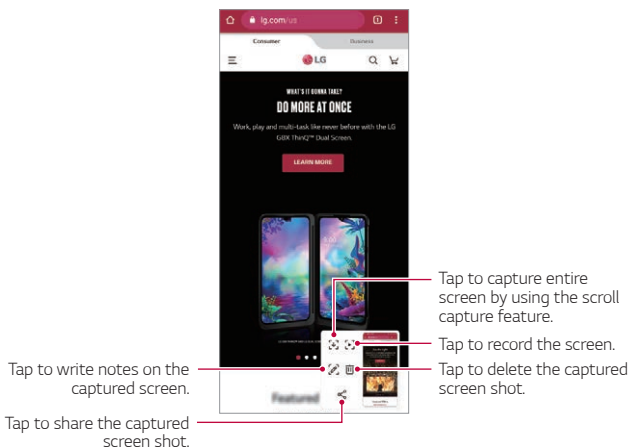 lg.com/us
Consumer Business
LG
WHAT'S IT GONNA TAKE?
DO MORE AT ONCE
Work, play and multi-task like never before with the LG
G8X ThinQ™ Dual Screen.
LEARN MORE
Featured
Tap to capture entire
screen by using the scroll
capture feature.
Tap to record the screen.
Tap to delete the captured
screen shot.
Tap to write notes on the
captured screen.
Tap to share the captured
screen shot.